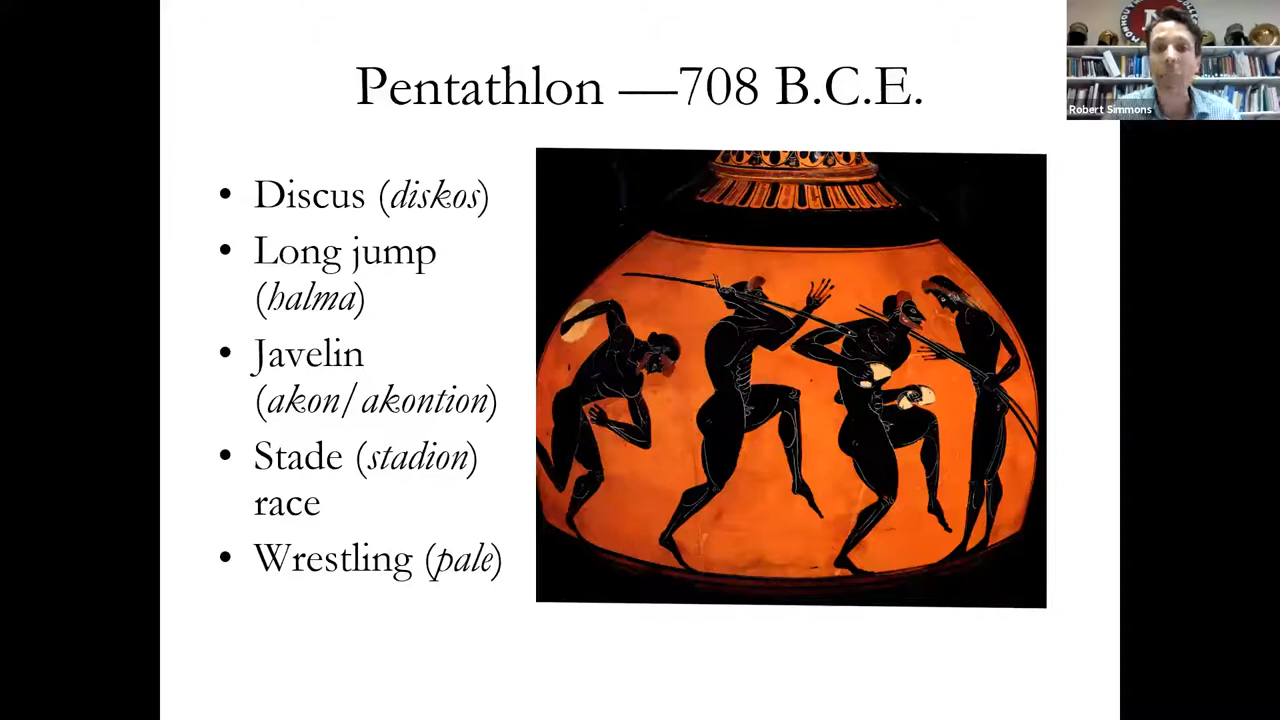 Pentathlon —708 B.C.E.
• Discus (diskos)
• Long jump
(halma)
• Javelin
(akon/akontion)
• Stade (stadion)
race
• Wrestling (pale)
Robert Simmons